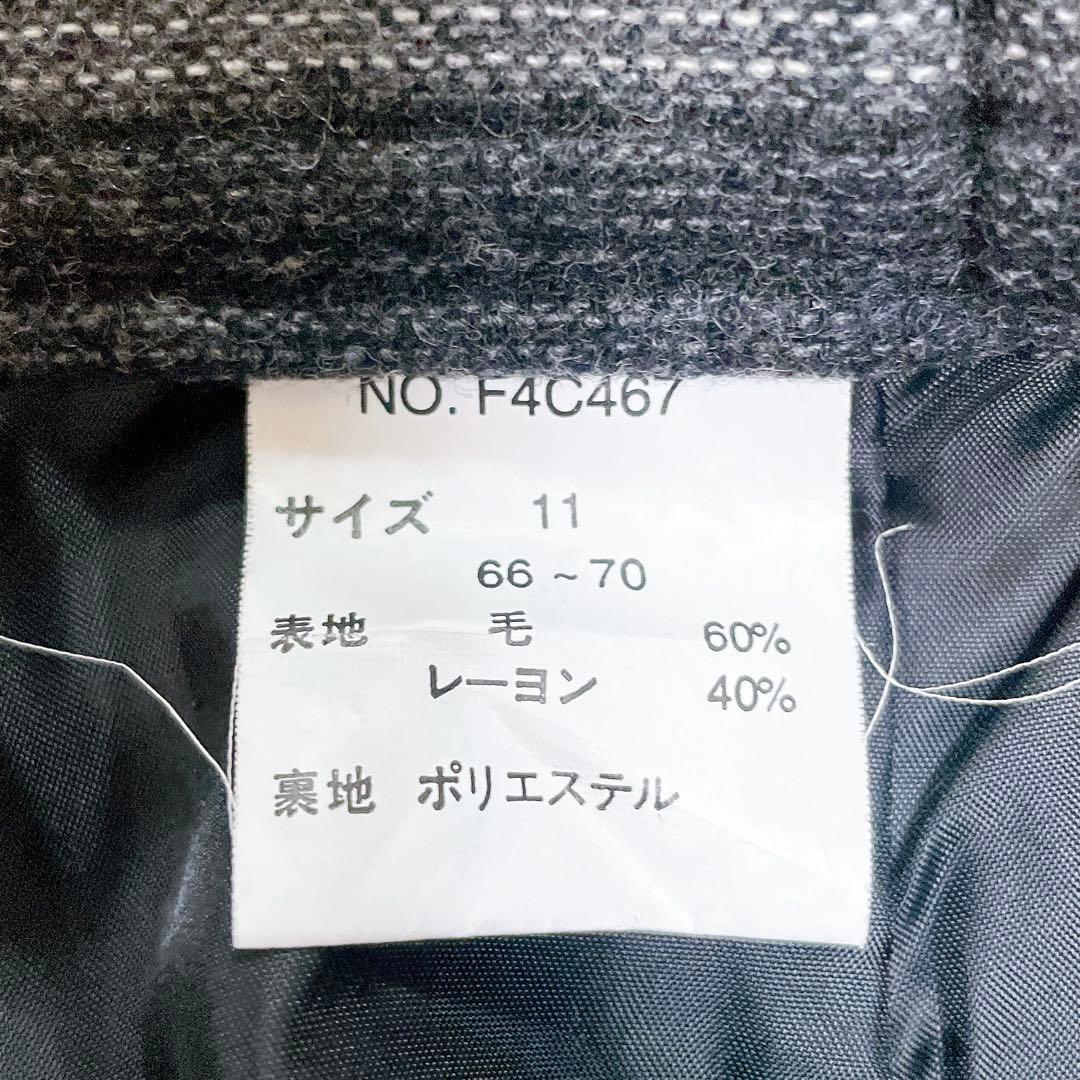 NO. F4C467
サイズ 11
66 ~ 70
表地 毛 60%
レーヨン 40%
裏地 ポリエステル